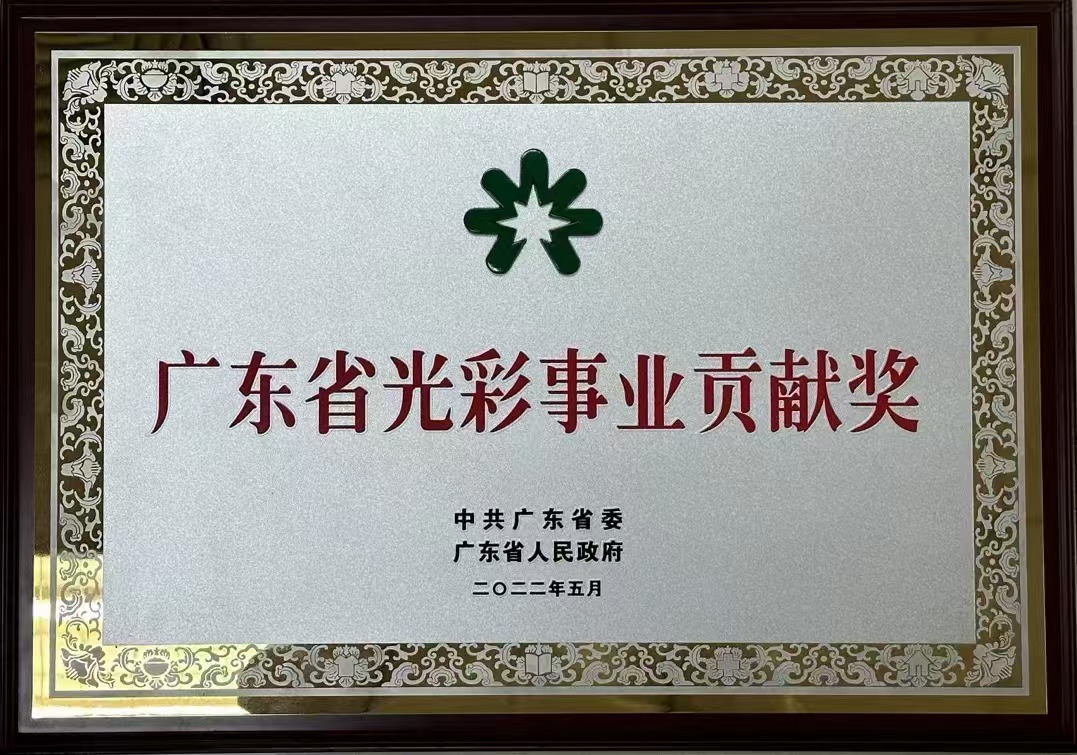 广东省光彩事业贡献奖
中共广东省委
广东省人民政府
二〇二二年五月